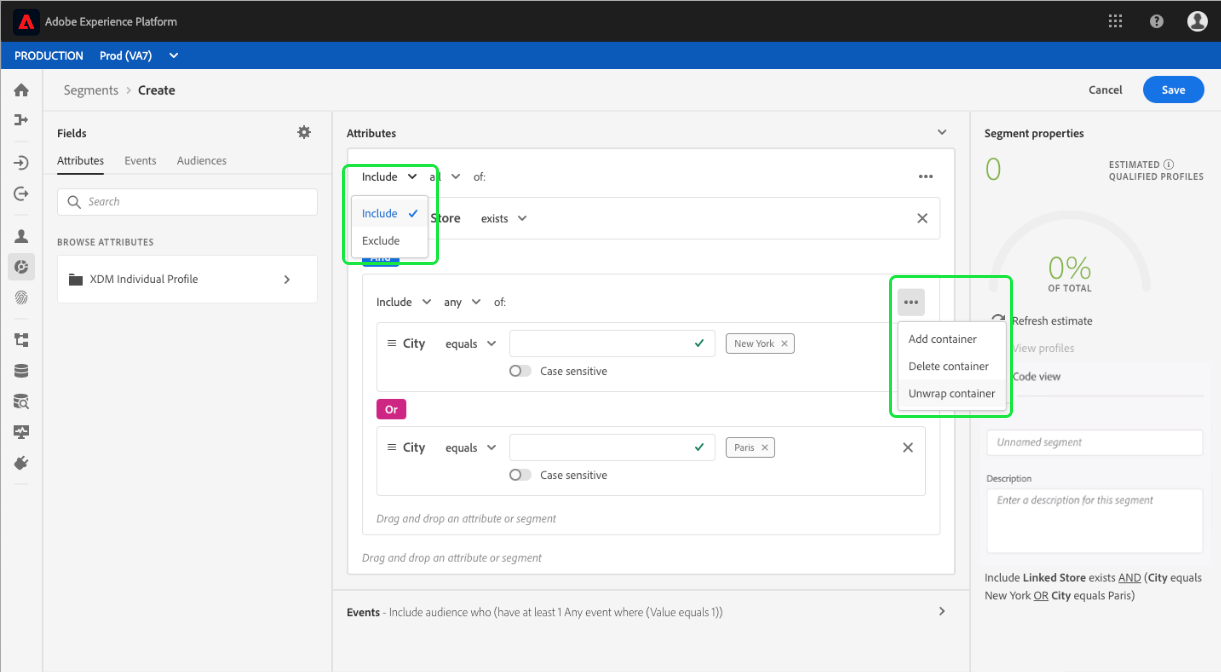 Adobe Experience Platform
PRODUCTION Prod (VA7)
Segments > Create
Cancel
Save
Fields
Attributes Events Audiences
Search
BROWSE ATTRIBUTES
XDM Individual Profile
Attributes
Include of:
Include
Exclude
Store exists
And
Include any of:
Add container
Delete container
Unwrap container
City equals New York
Case sensitive
Or
City equals Paris
Case sensitive
Drag and drop an attribute or segment
Drag and drop an attribute or segment
Events - Include audience who (have at least 1 Any event where (Value equals 1))
Segment properties
0
ESTIMATED
QUALIFIED PROFILES
0%
OF TOTAL
Refresh estimate
View profiles
Code view
Unnamed segment
Description
Enter a description for this segment
Include Linked Store exists AND (City equals
New York OR City equals Paris)